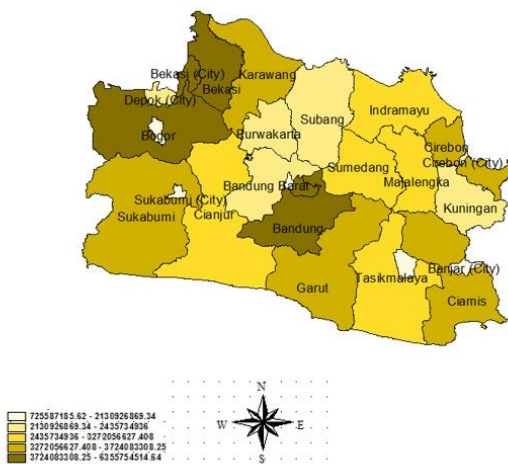 Bekasi (City)
Karawang
Bekasi
Depok (City)
Indramayu
Subang
Bogor
Purwakarta
Cirebon
Cirebon (City)
Sumedang
Majalengka
Bandung Barat
Sukabumi (City)
Cianjur
Sukabumi
Kuningan
Bandung
Banjar (City)
Tasikmalaya
Garut
Ciamis
N
W E
S
725587185.62 - 2130926869.34
2130926869.34 - 2435734936
2435734936 - 3272056627.408
3272056627.408 - 3724083308.25
3724083308.25 - 6355754514.64